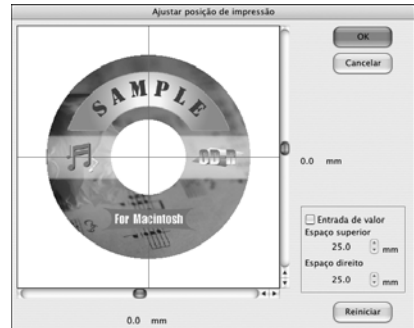 Ajustar posição de impressão
OK
Cancelar
SAMPLE
CD-R
For Macintosh
0.0 mm
Entrada de valor
Espaço superior
25.0 mm
Espaço direito
25.0 mm
0.0 mm
Reiniciar